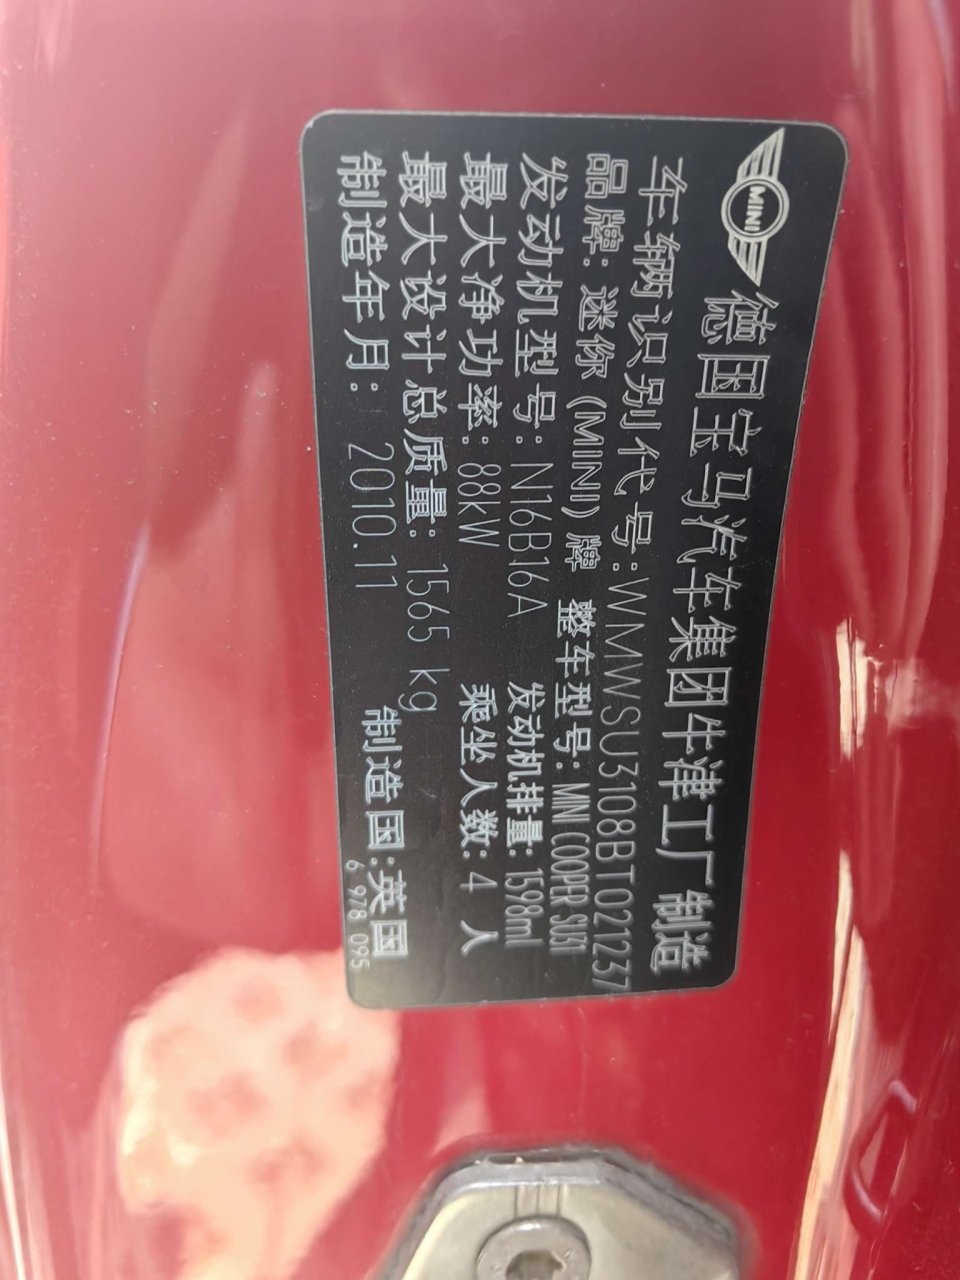 MINI
德国宝马汽车集团牛津工厂制造
车辆识别代号:WMWSU3108BT021237
品牌: 迷你 (MINI) 牌 整车型号: MINI COOPER SU31
发动机型号: N16B16A 发动机排量: 1598ml
最大净功率: 88kW 乘坐人数: 4 人
最大设计总质量: 1565 kg
制造年月: 2010.11 制造国:英国
6 978 095